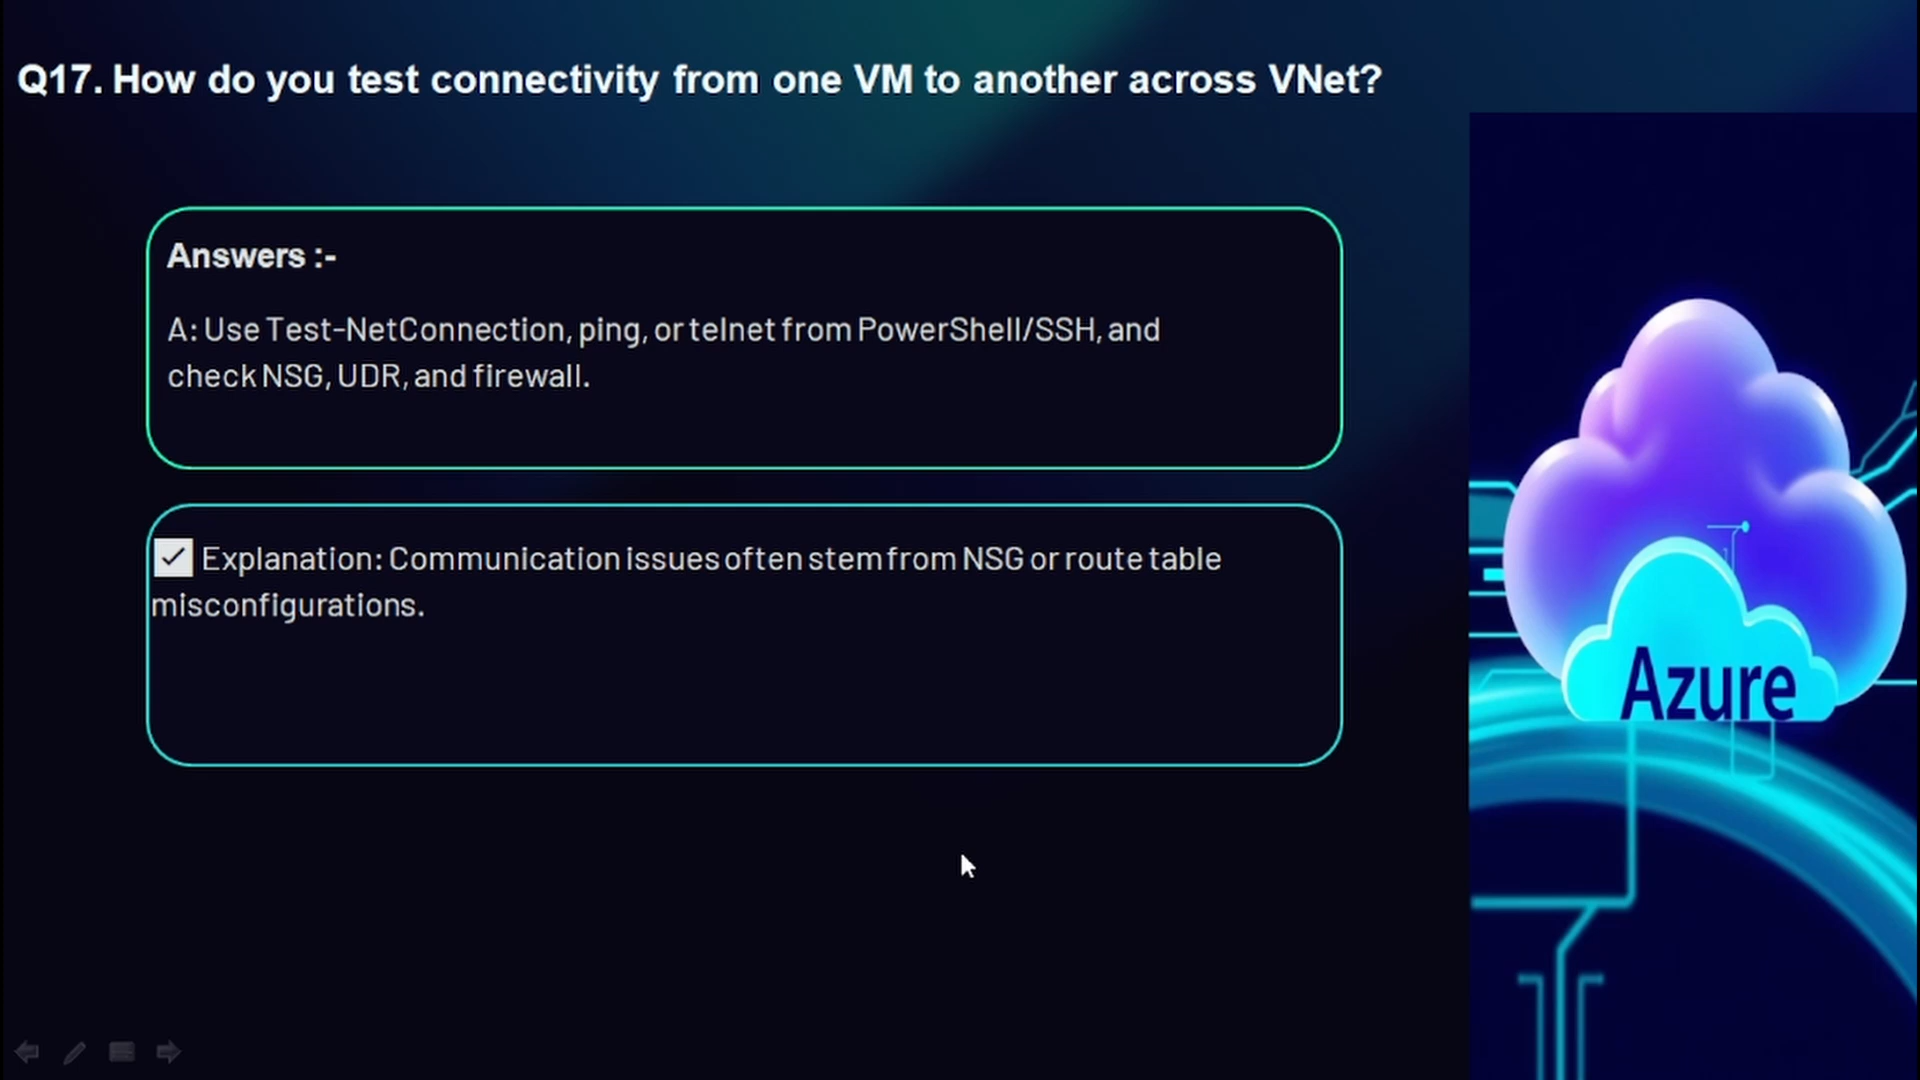 Q17. How do you test connectivity from one VM to another across VNet?
Answers :-
A: Use Test-NetConnection, ping, or telnet from PowerShell/SSH, and
check NSG, UDR, and firewall.
Explanation: Communication issues often stem from NSG or route table
misconfigurations.
Azure